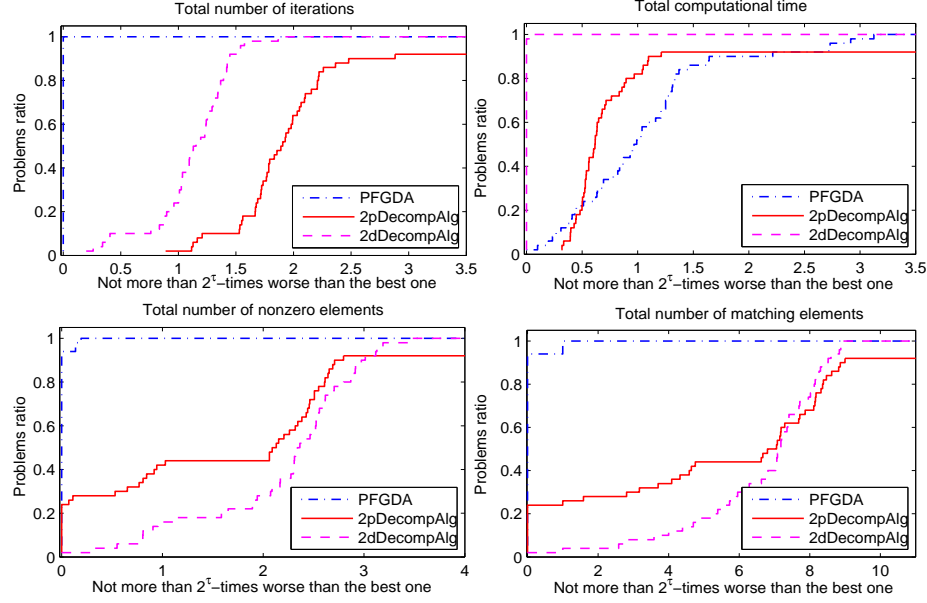 Total number of iterations
Problems ratio
1
0.8
0.6
0.4
0.2
0
PFGDA
2pDecompAlg
2dDecompAlg
0 0.5 1 1.5 2 2.5 3 3.5
Not more than 2^τ−times worse than the best one
Total computational time
Problems ratio
1
0.8
0.6
0.4
0.2
0
PFGDA
2pDecompAlg
2dDecompAlg
0 0.5 1 1.5 2 2.5 3 3.5
Not more than 2^τ−times worse than the best one
Total number of nonzero elements
Problems ratio
1
0.8
0.6
0.4
0.2
0
PFGDA
2pDecompAlg
2dDecompAlg
0 1 2 3 4
Not more than 2^τ−times worse than the best one
Total number of matching elements
Problems ratio
1
0.8
0.6
0.4
0.2
0
PFGDA
2pDecompAlg
2dDecompAlg
0 2 4 6 8 10
Not more than 2^τ−times worse than the best one